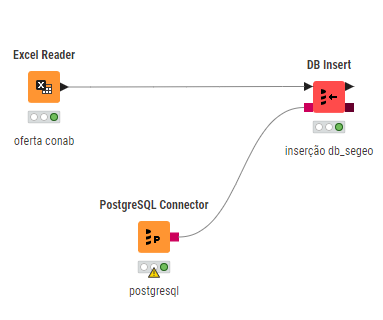 Excel Reader
oferta conab
DB Insert
inserção db_segeo
PostgreSQL Connector
P
postgresql